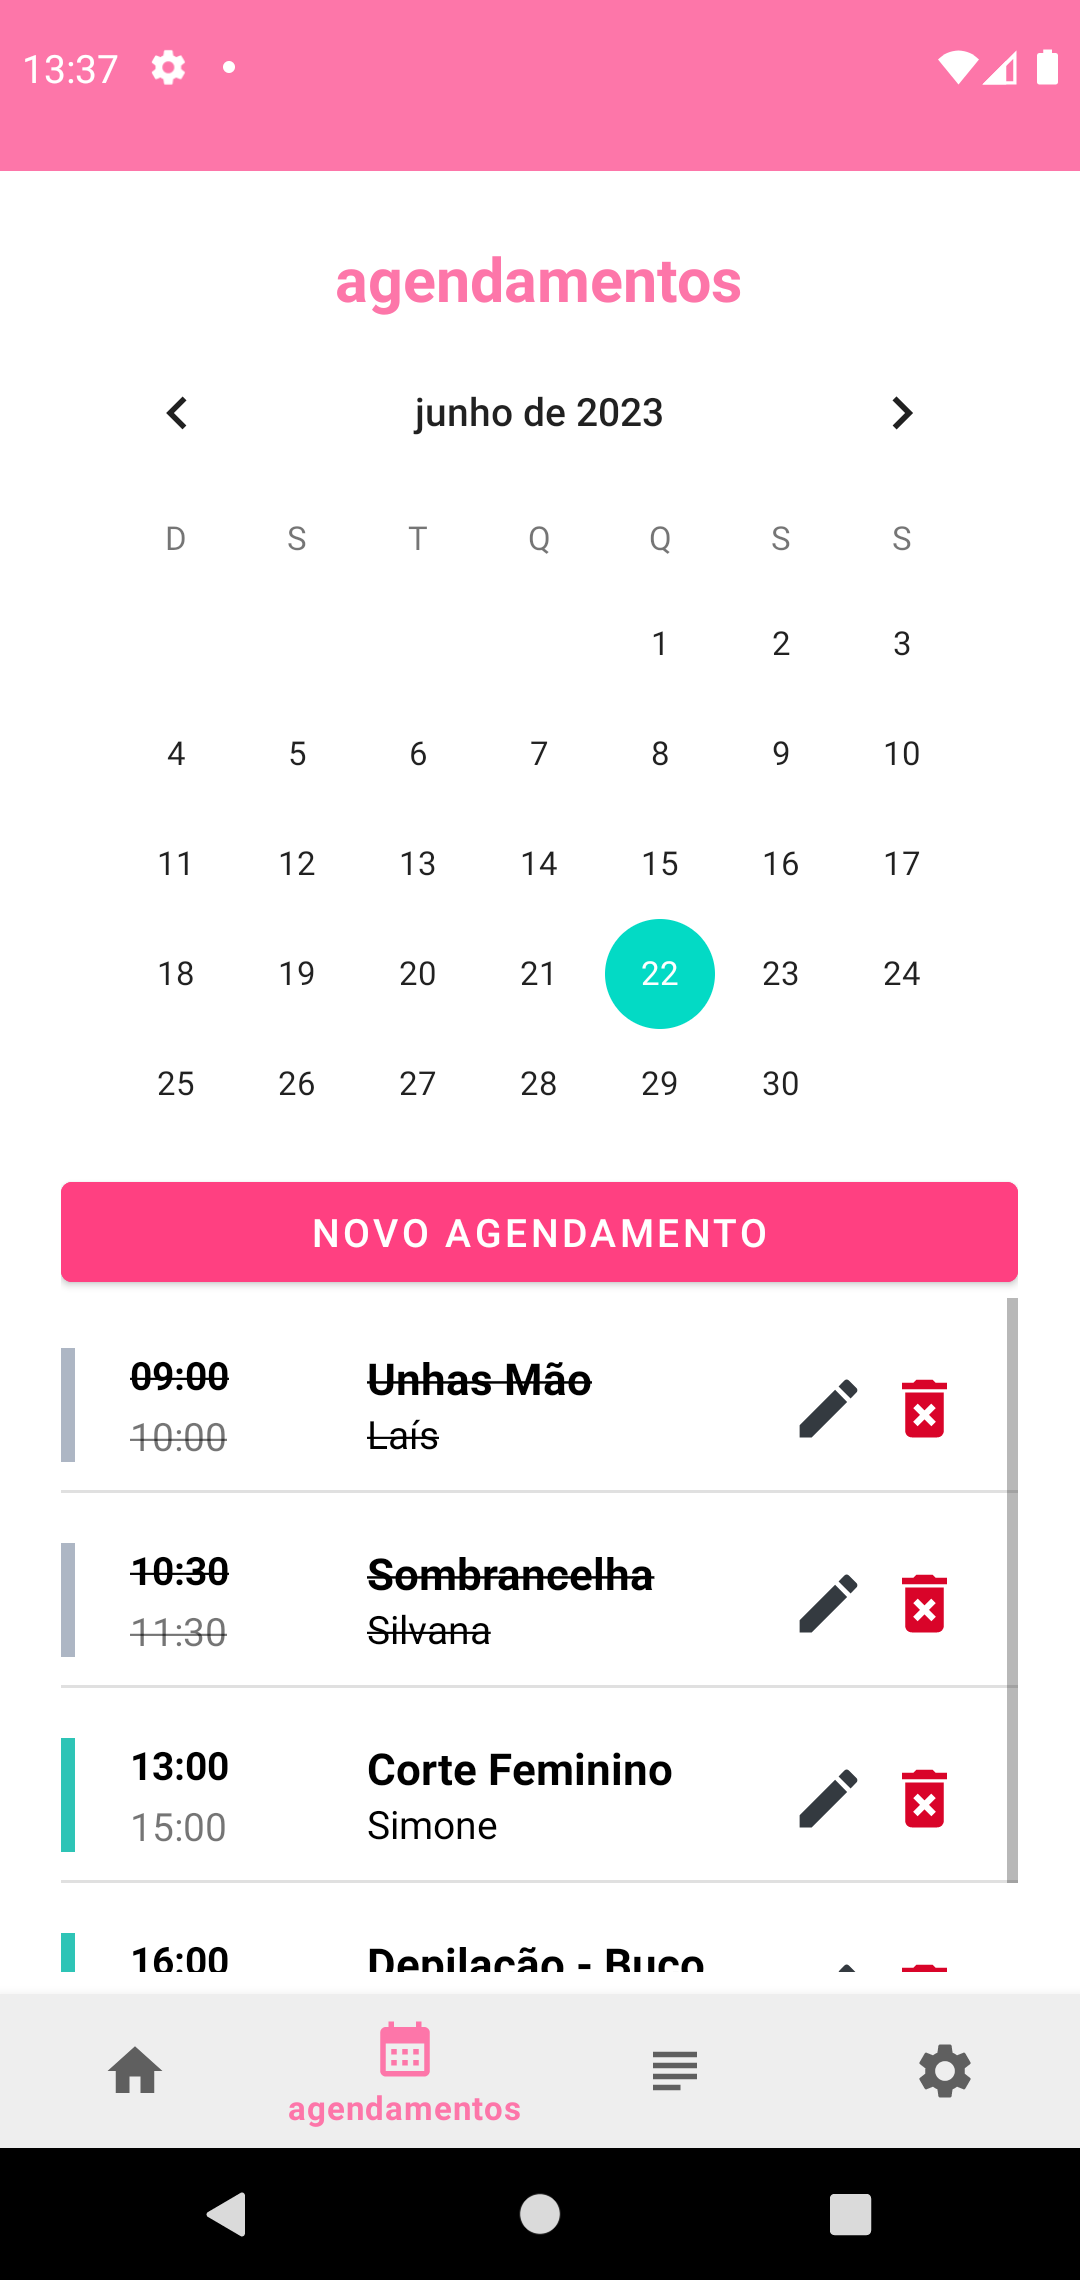 13:37
agendamentos
junho de 2023
D S T Q Q S S
1 2 3
4 5 6 7 8 9 10
11 12 13 14 15 16 17
18 19 20 21 22 23 24
25 26 27 28 29 30
NOVO AGENDAMENTO
09:00 Unhas Mão
10:00 Laís
10:30 Sombrancelha
11:30 Silvana
13:00 Corte Feminino
15:00 Simone
16:00 Depilação - Buço
agendamentos